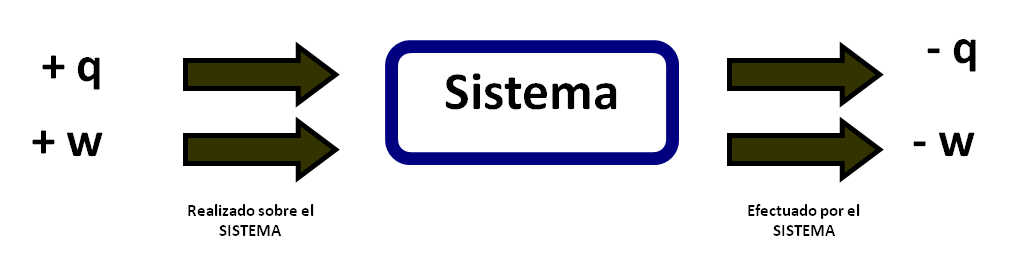 + q
- q
Sistema
+ w
- w
Realizado sobre el
SISTEMA
Efectuado por el
SISTEMA